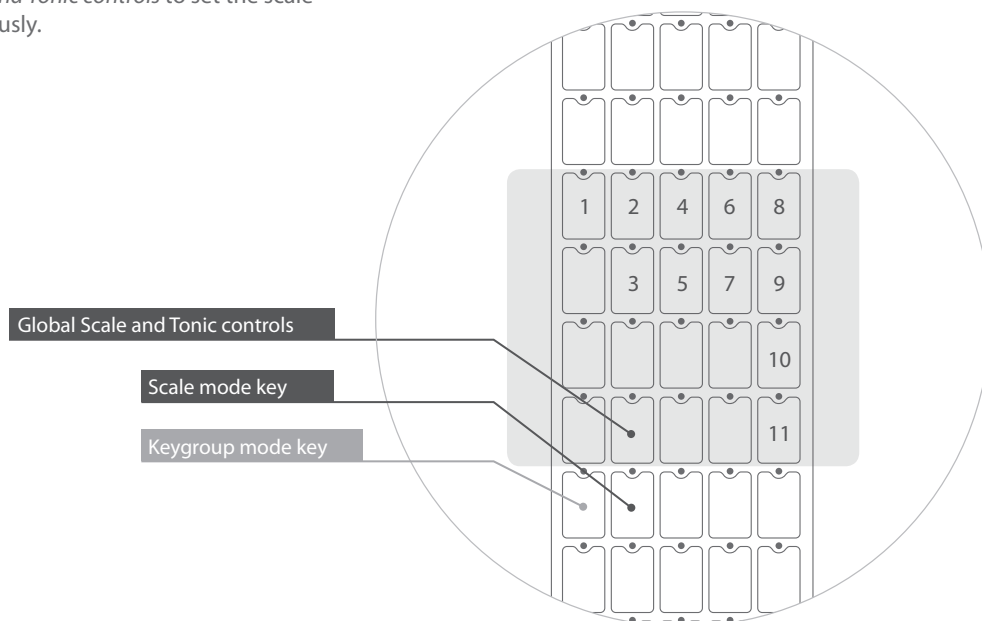 nd Tonic controls to set the scale
usly.
1 2 4 6 8
3 5 7 9
Global Scale and Tonic controls
10
Scale mode key
11
Keygroup mode key